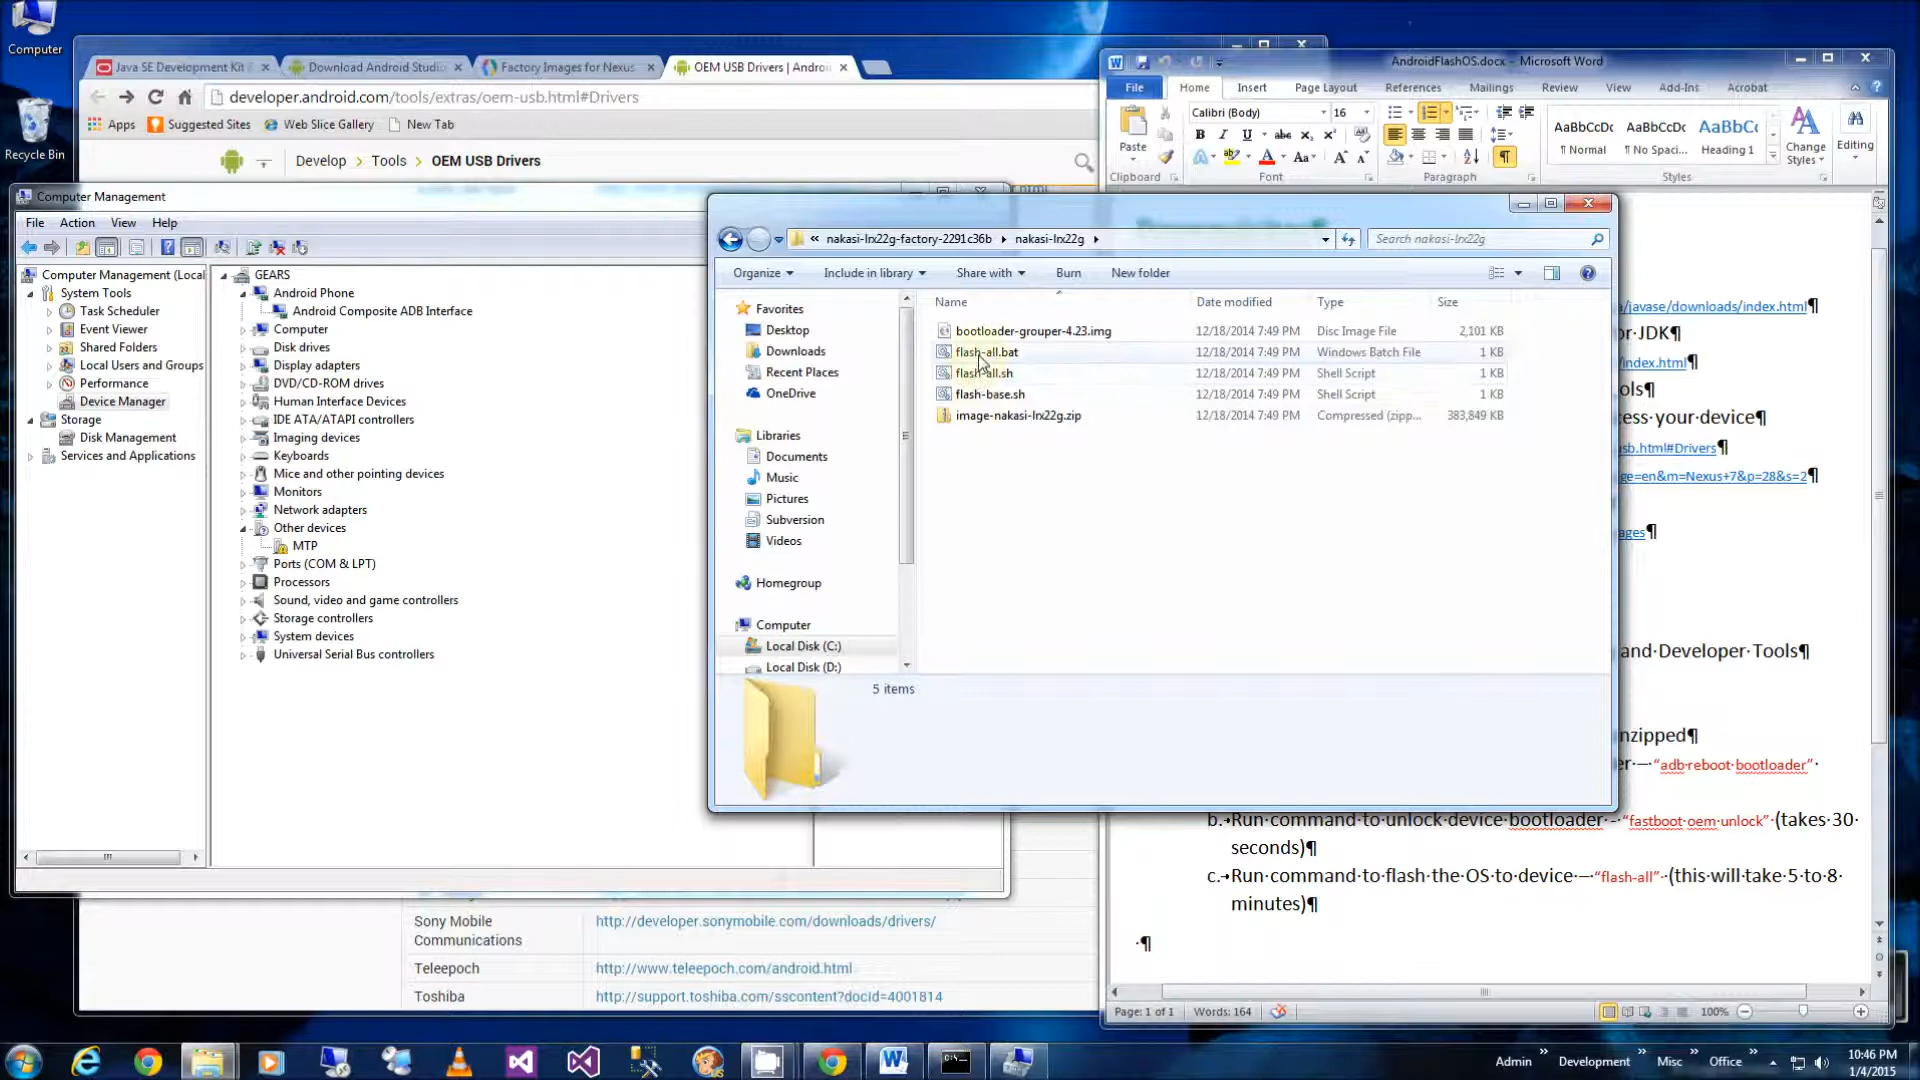 Computer
Recycle Bin
Java SE Development Kit
Download Android Studio
Factory Images for Nexus
OEM USB Drivers | Androi
developer.android.com/tools/extras/oem-usb.html#Drivers
Apps Suggested Sites Web Slice Gallery New Tab
Develop > Tools > OEM USB Drivers
Computer Management
File Action View Help
Computer Management (Local
System Tools
Task Scheduler
Event Viewer
Shared Folders
Local Users and Groups
Performance
Device Manager
Storage
Disk Management
Services and Applications
GEARS
Android Phone
Android Composite ADB Interface
Computer
Disk drives
Display adapters
DVD/CD-ROM drives
Human Interface Devices
IDE ATA/ATAPI controllers
Imaging devices
Keyboards
Mice and other pointing devices
Monitors
Network adapters
Other devices
MTP
Ports (COM & LPT)
Processors
Sound, video and game controllers
Storage controllers
System devices
Universal Serial Bus controllers
« nakasi-lrx22g-factory-2291c36b ▸ nakasi-lrx22g ▸
Search nakasi-lrx22g
Organize Include in library Share with Burn New folder
Favorites
Desktop
Downloads
Recent Places
OneDrive
Libraries
Documents
Music
Pictures
Subversion
Videos
Homegroup
Computer
Local Disk (C:)
Local Disk (D:)
Name Date modified Type Size
bootloader-grouper-4.23.img 12/18/2014 7:49 PM Disc Image File 2,101 KB
flash-all.bat 12/18/2014 7:49 PM Windows Batch File 1 KB
flash-all.sh 12/18/2014 7:49 PM Shell Script 1 KB
flash-base.sh 12/18/2014 7:49 PM Shell Script 1 KB
image-nakasi-lrx22g.zip 12/18/2014 7:49 PM Compressed (zipp... 383,849 KB
5 items
AndroidFlashOS.docx - Microsoft Word
File Home Insert Page Layout References Mailings Review View Add-Ins Acrobat
Calibri (Body) 16
Paste
AaBbCcDc AaBbCcDc AaBbCc
¶ Normal ¶ No Spaci... Heading 1
Change Styles
Editing
Clipboard Font Paragraph Styles
a/javase/downloads/index.html¶
or·JDK¶
/index.html¶
ols¶
cess·your·device¶
sb.html#Drivers¶
ge=en&m=Nexus+7&p=28&s=2¶
ages¶
and·Developer·Tools¶
nzipped¶
er·–·“adb·reboot·bootloader”·
b.→Run·command·to·unlock·device·bootloader·–·“fastboot·oem·unlock”·(takes·30·
seconds)¶
c.→Run·command·to·flash·the·OS·to·device·–·“flash-all”·(this·will·take·5·to·8·
minutes)¶
·¶
Page: 1 of 1 Words: 164 100%
Sony Mobile Communications http://developer.sonymobile.com/downloads/drivers/
Teleepoch http://www.teleepoch.com/android.html
Toshiba http://support.toshiba.com/sscontent?docId=4001814
Admin » Development » Misc » Office »
10:46 PM
1/4/2015